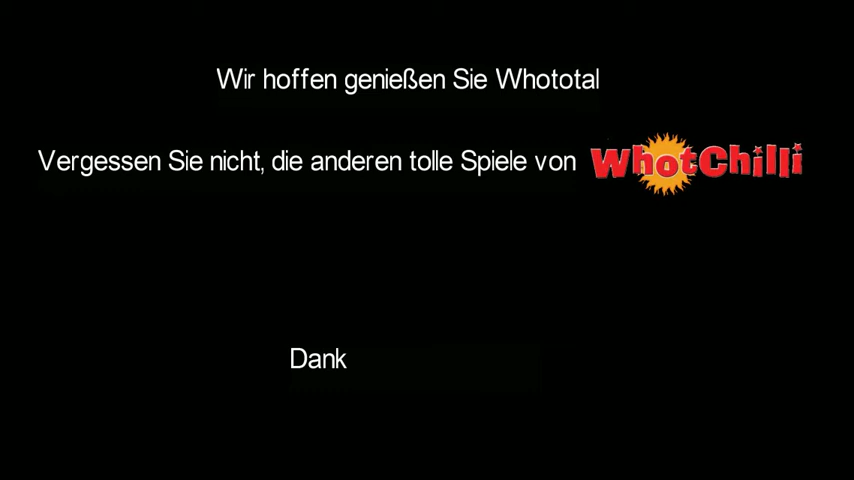 Wir hoffen genießen Sie Whototal
Vergessen Sie nicht, die anderen tolle Spiele von WhotChilli
Dank